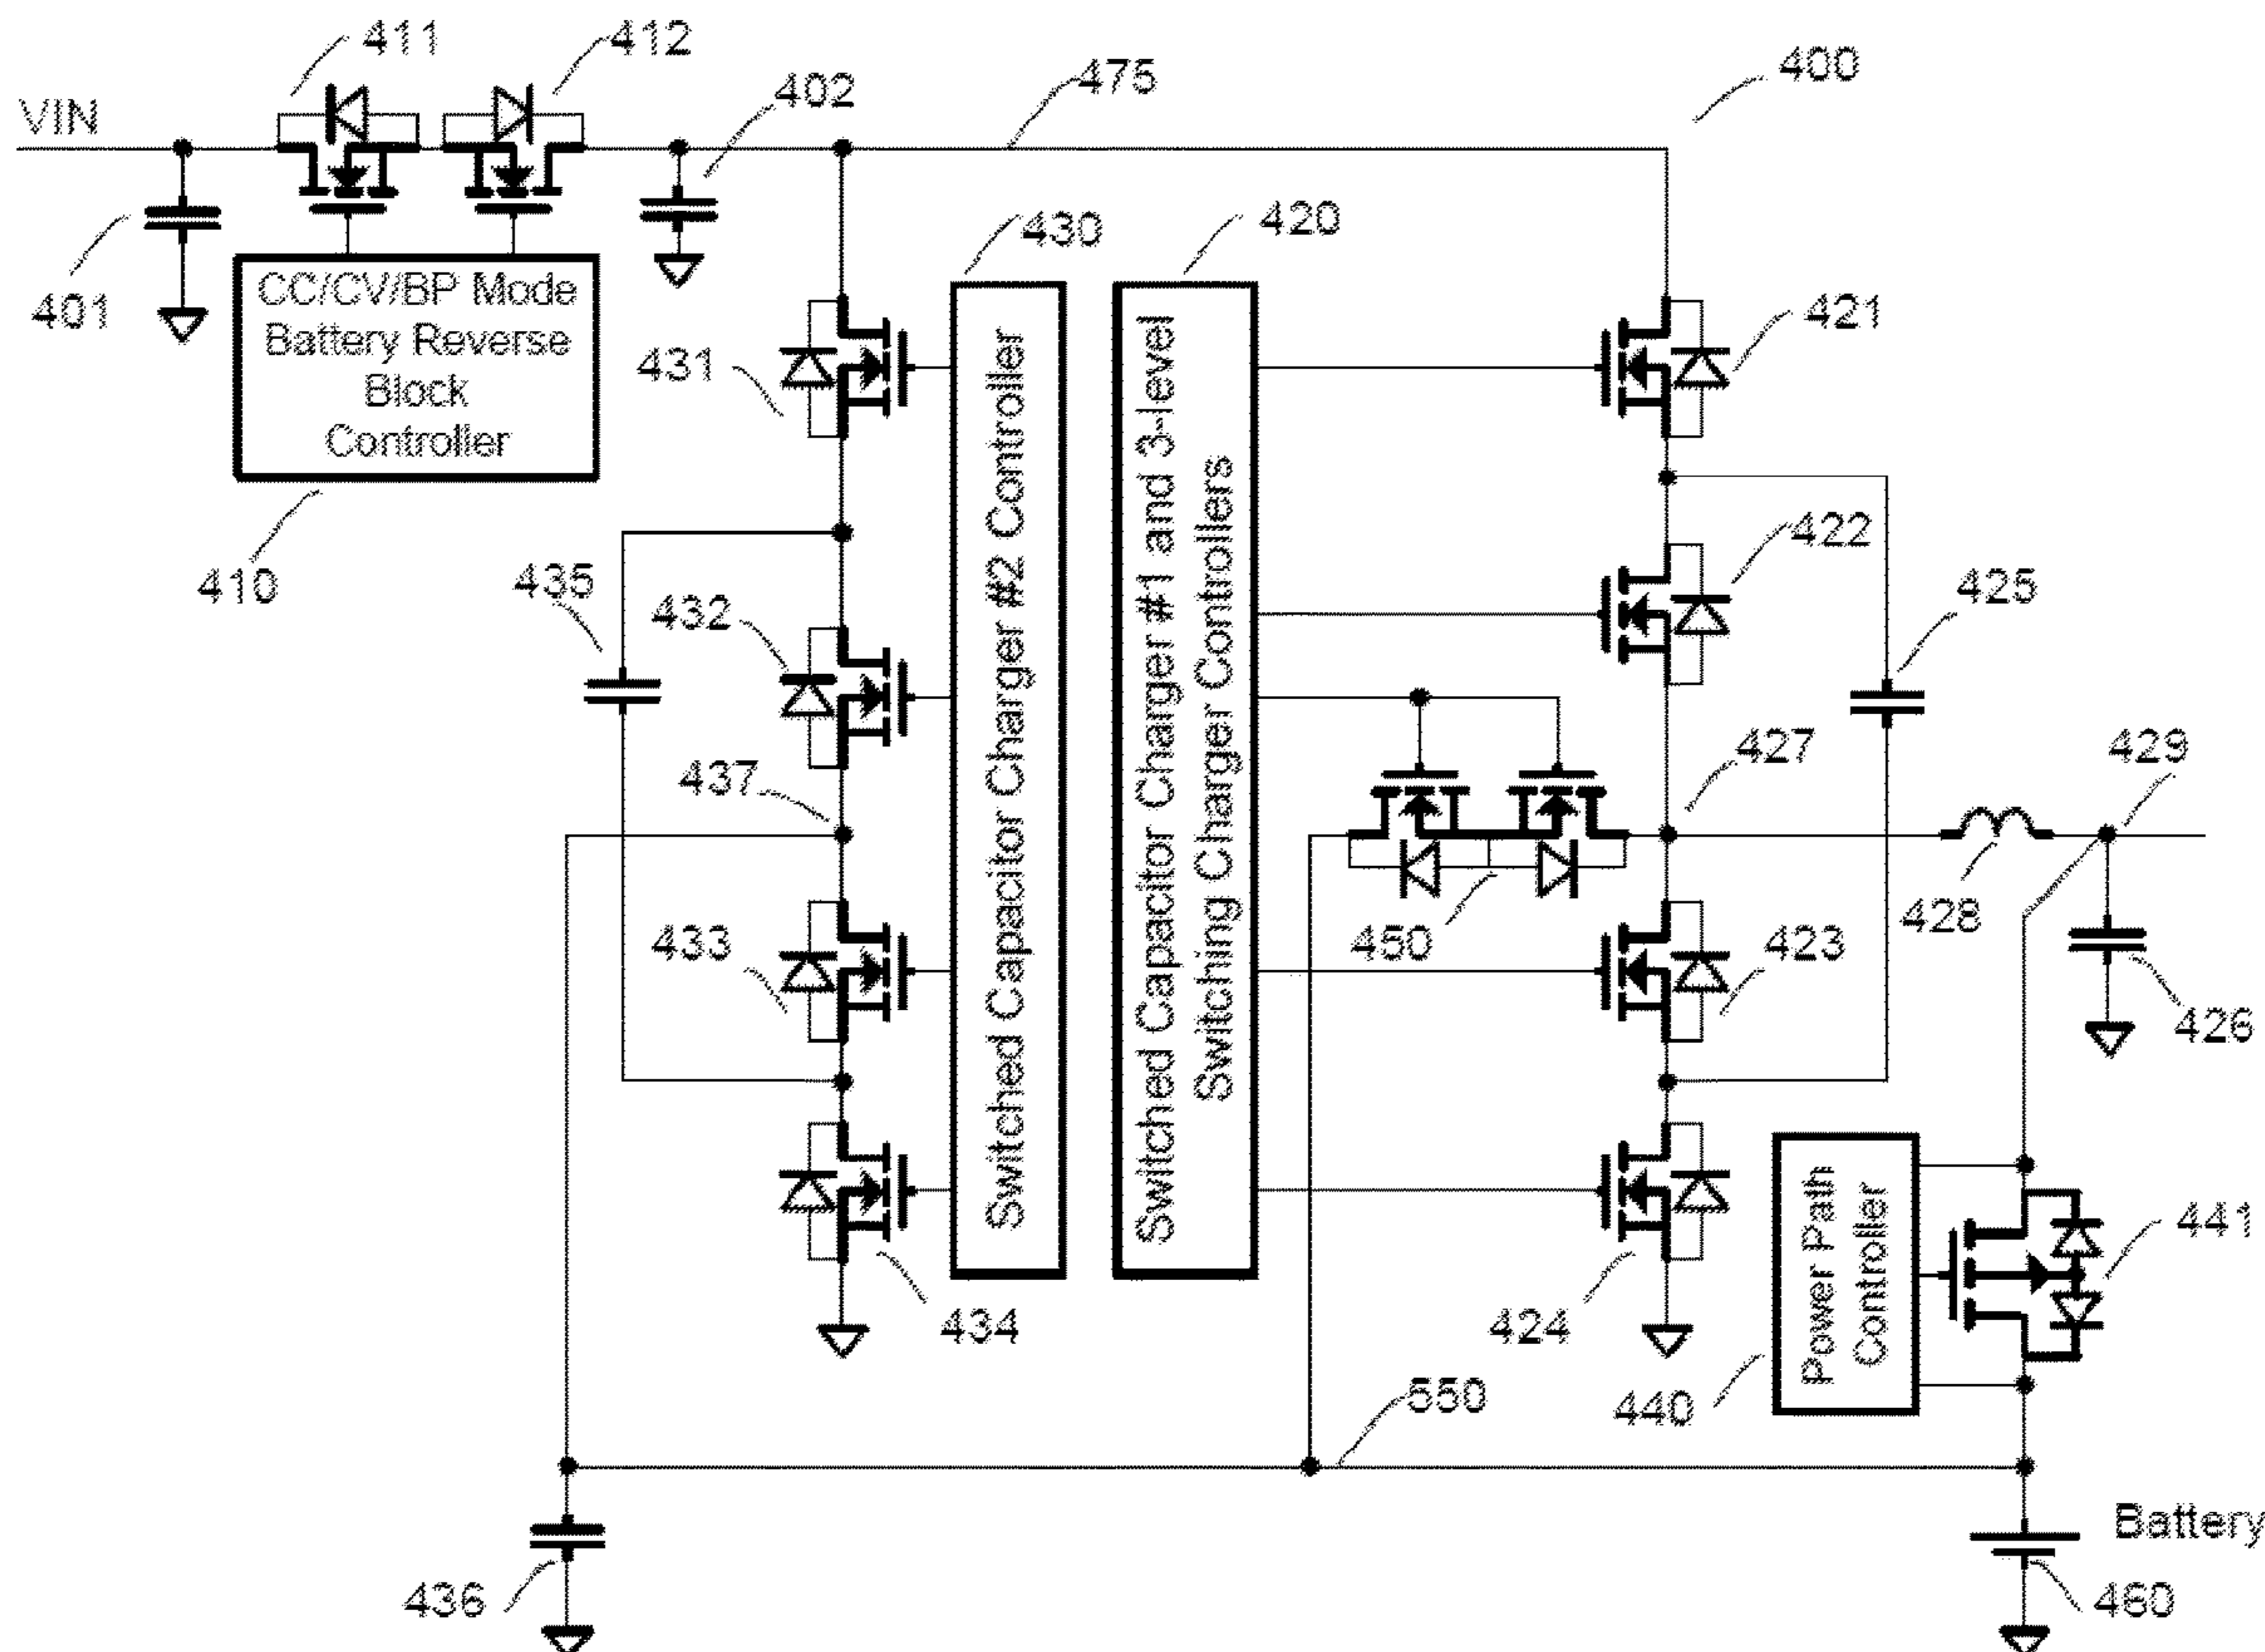 411
412
475
400
VIN
402
401
CC/CV/BP Mode
Battery Reverse
Block
Controller
410
430
420
431
421
422
435
432
425
437
427
429
433
450
423
428
426
Switched Capacitor Charger #2 Controller
Switched Capacitor Charger #1 and 3-level
Switching Charger Controllers
434
424
Power Path
Controller
441
440
550
Battery
436
460